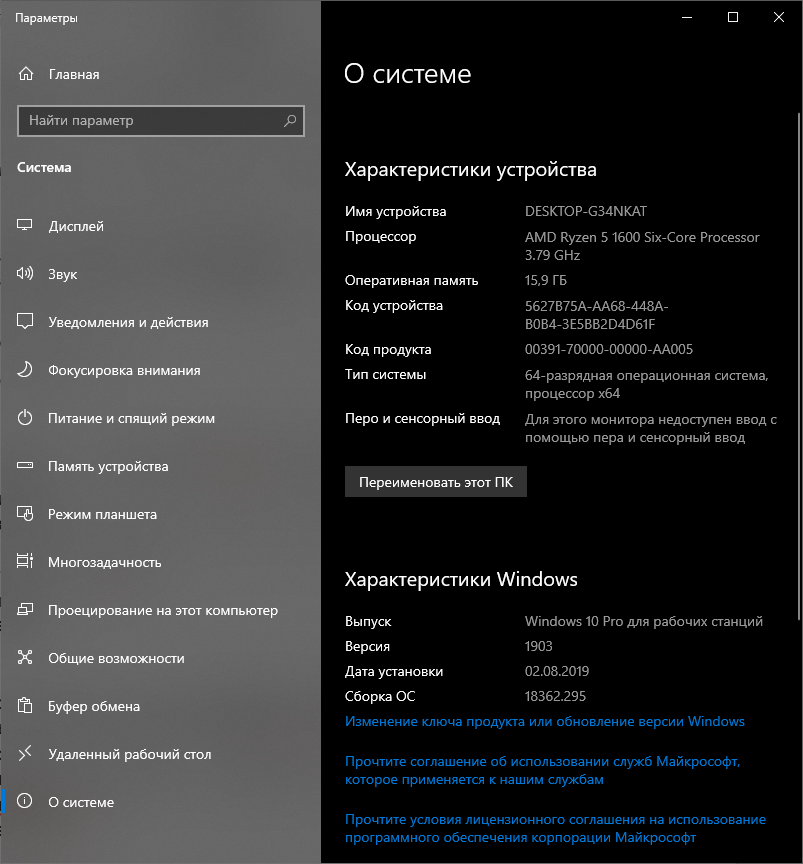 Параметры
Главная
Найти параметр
Система
Дисплей
Звук
Уведомления и действия
Фокусировка внимания
Питание и спящий режим
Память устройства
Режим планшета
Многозадачность
Проецирование на этот компьютер
Общие возможности
Буфер обмена
Удаленный рабочий стол
О системе
О системе
Характеристики устройства
Имя устройства DESKTOP-G34NKAT
Процессор AMD Ryzen 5 1600 Six-Core Processor
3.79 GHz
Оперативная память 15,9 ГБ
Код устройства 5627B75A-AA68-448A-
B0B4-3E5BB2D4D61F
Код продукта 00391-70000-00000-AA005
Тип системы 64-разрядная операционная система,
процессор x64
Перо и сенсорный ввод Для этого монитора недоступен ввод с
помощью пера и сенсорный ввод
Переименовать этот ПК
Характеристики Windows
Выпуск Windows 10 Pro для рабочих станций
Версия 1903
Дата установки 02.08.2019
Сборка ОС 18362.295
Изменение ключа продукта или обновление версии Windows
Прочтите соглашение об использовании служб Майкрософт,
которое применяется к нашим службам
Прочтите условия лицензионного соглашения на использование
программного обеспечения корпорации Майкрософт